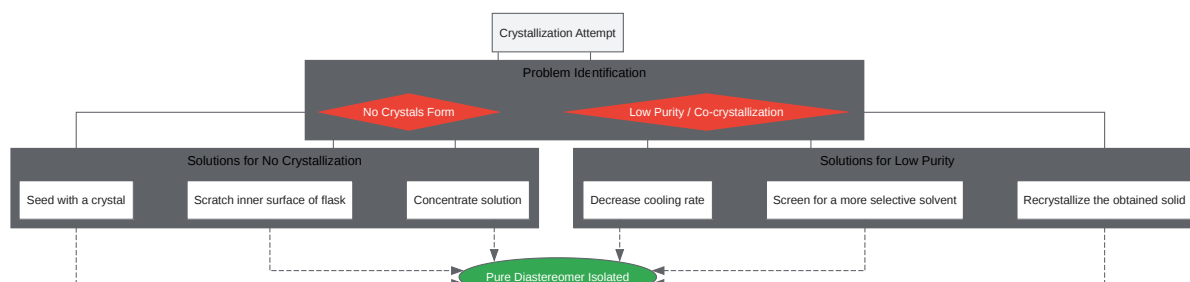 Crystallization Attempt
Problem Identification
No Crystals Form
Low Purity / Co-crystallization
Solutions for No Crystallization
Solutions for Low Purity
Seed with a crystal
Scratch inner surface of flask
Concentrate solution
Decrease cooling rate
Screen for a more selective solvent
Recrystallize the obtained solid
Pure Diastereomer Isolated